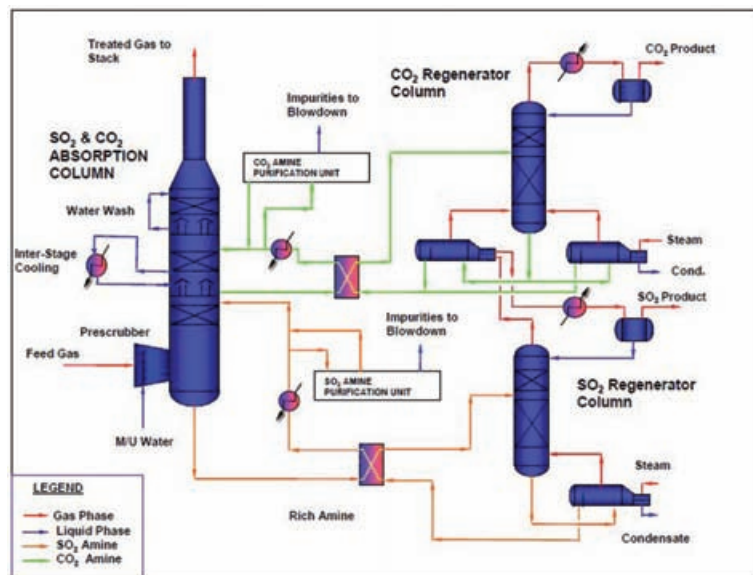 Treated Gas to
Stack
SO₂ & CO₂
ABSORPTION
COLUMN
Water Wash
Inter-Stage
Cooling
Prescrubber
Feed Gas
M/U Water
Impurities to
Blowdown
CO₂ AMINE
PURIFICATION UNIT
CO₂ Regenerator
Column
CO₂ Product
Steam
Cond.
SO₂ Product
Impurities to
Blowdown
SO₂ AMINE
PURIFICATION UNIT
SO₂ Regenerator
Column
Steam
Condensate
Rich Amine
LEGEND
Gas Phase
Liquid Phase
SO₂ Amine
CO₂ Amine